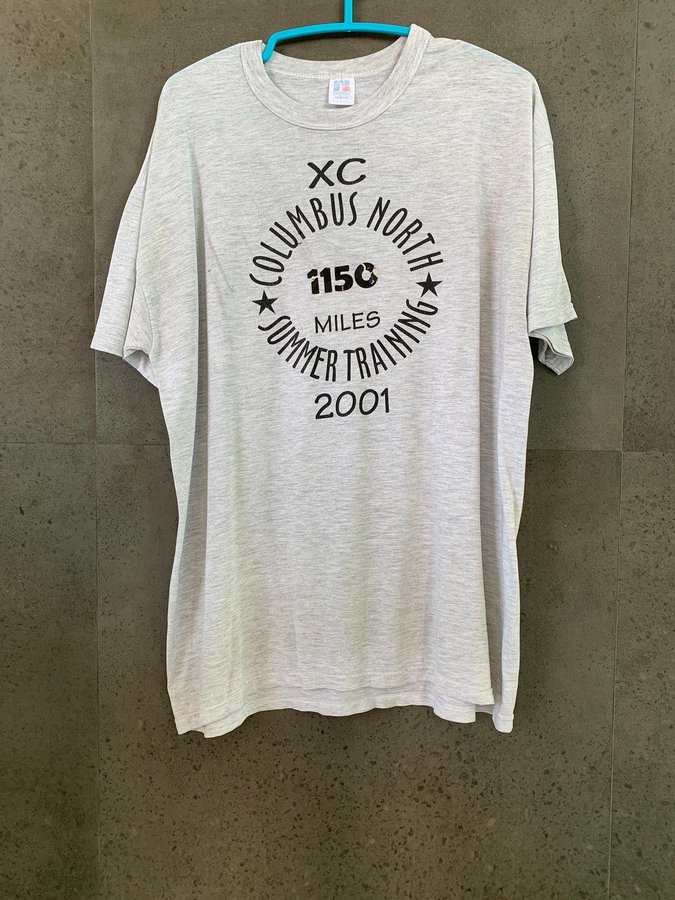 XC
COLUMBUS NORTH
1150
MILES
SUMMER TRAINING
2001